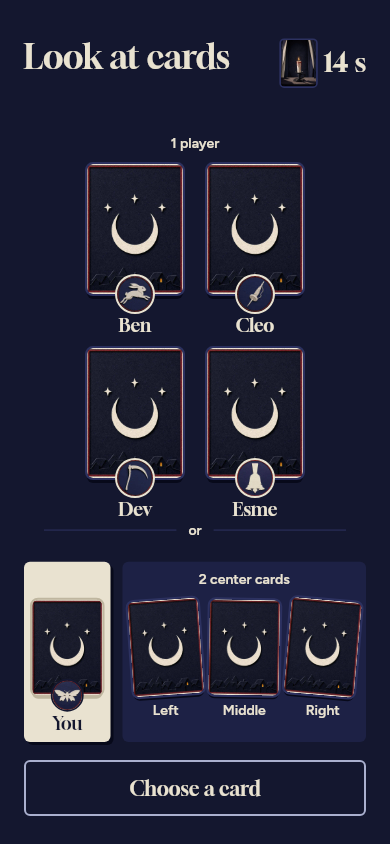 Look at cards
14 s
1 player
Ben
Cleo
Dev
Esme
or
2 center cards
Left
Middle
Right
You
Choose a card